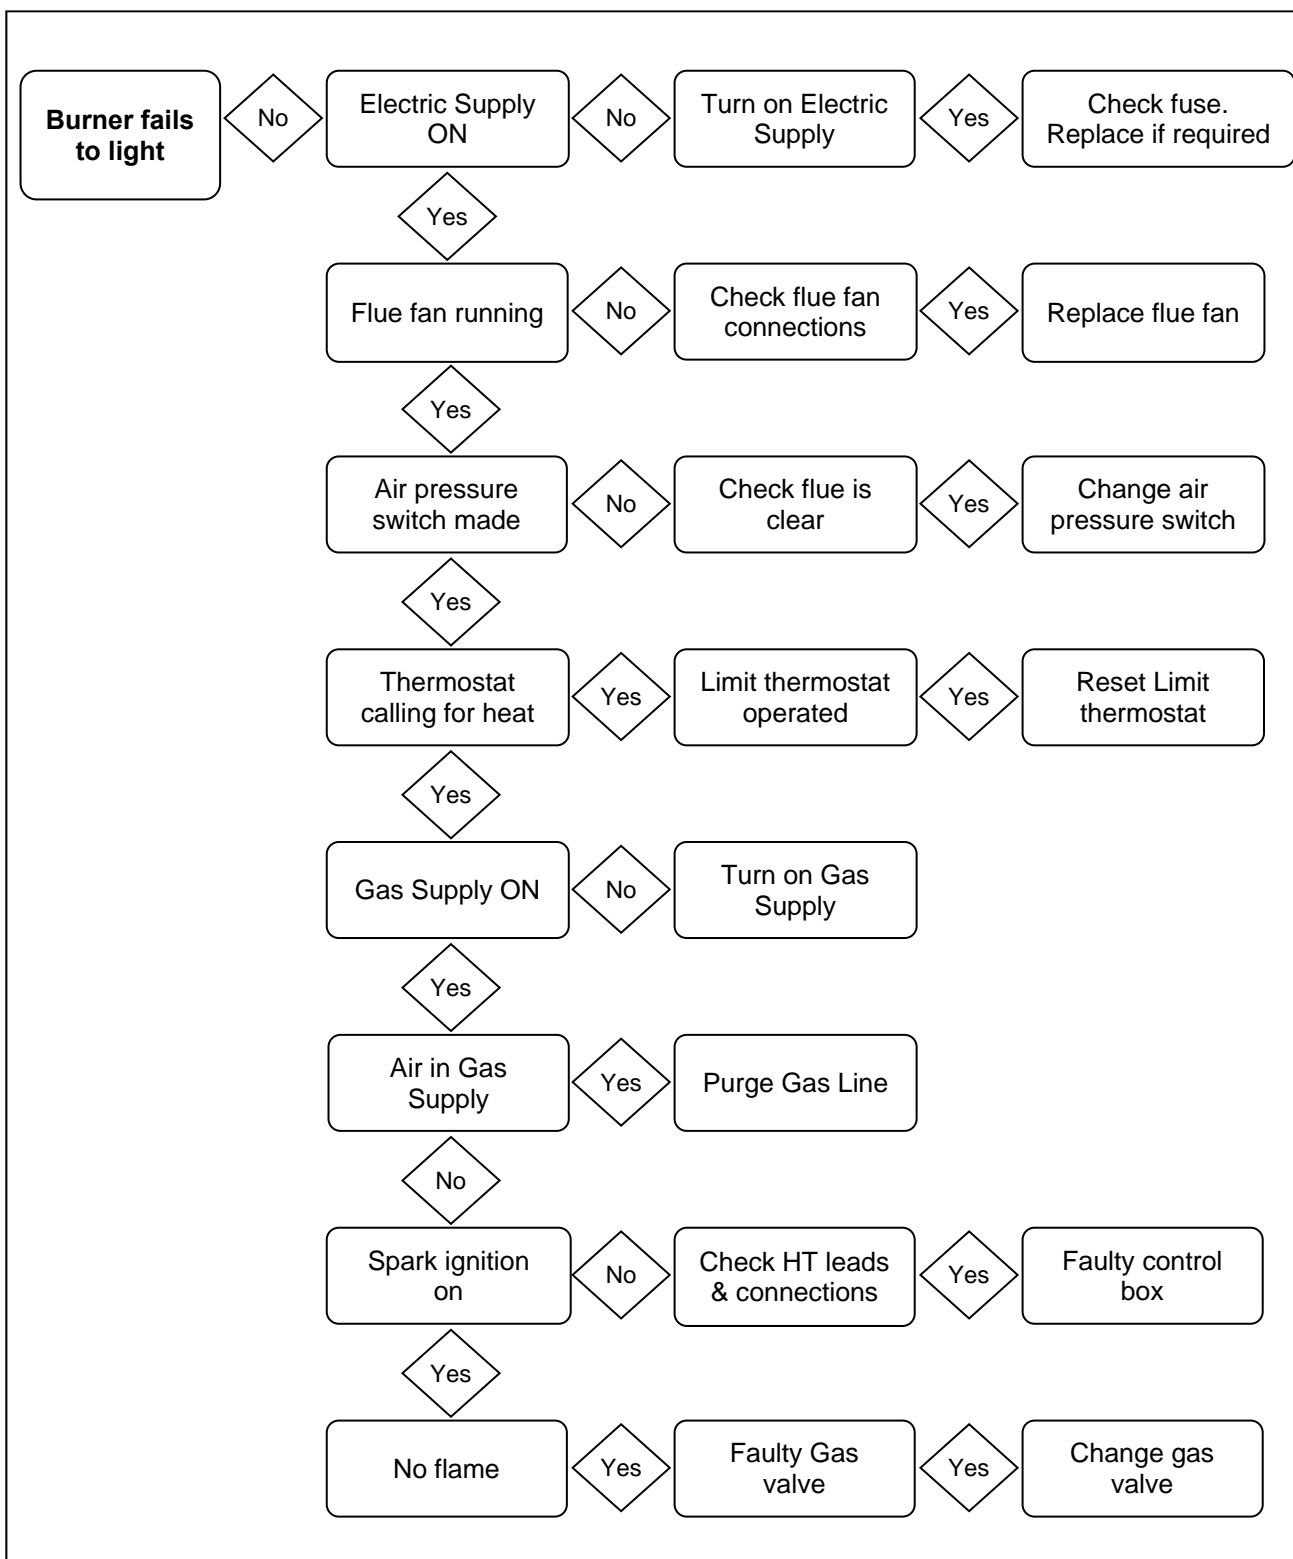 Burner fails
to light
No
Electric Supply
ON
No
Turn on Electric
Supply
Yes
Check fuse.
Replace if required
Yes
Flue fan running
No
Check flue fan
connections
Yes
Replace flue fan
Yes
Air pressure
switch made
No
Check flue is
clear
Yes
Change air
pressure switch
Yes
Thermostat
calling for heat
Yes
Limit thermostat
operated
Yes
Reset Limit
thermostat
Yes
Gas Supply ON
No
Turn on Gas
Supply
Yes
Air in Gas
Supply
Yes
Purge Gas Line
No
Spark ignition
on
No
Check HT leads
& connections
Yes
Faulty control
box
Yes
No flame
Yes
Faulty Gas
valve
Yes
Change gas
valve